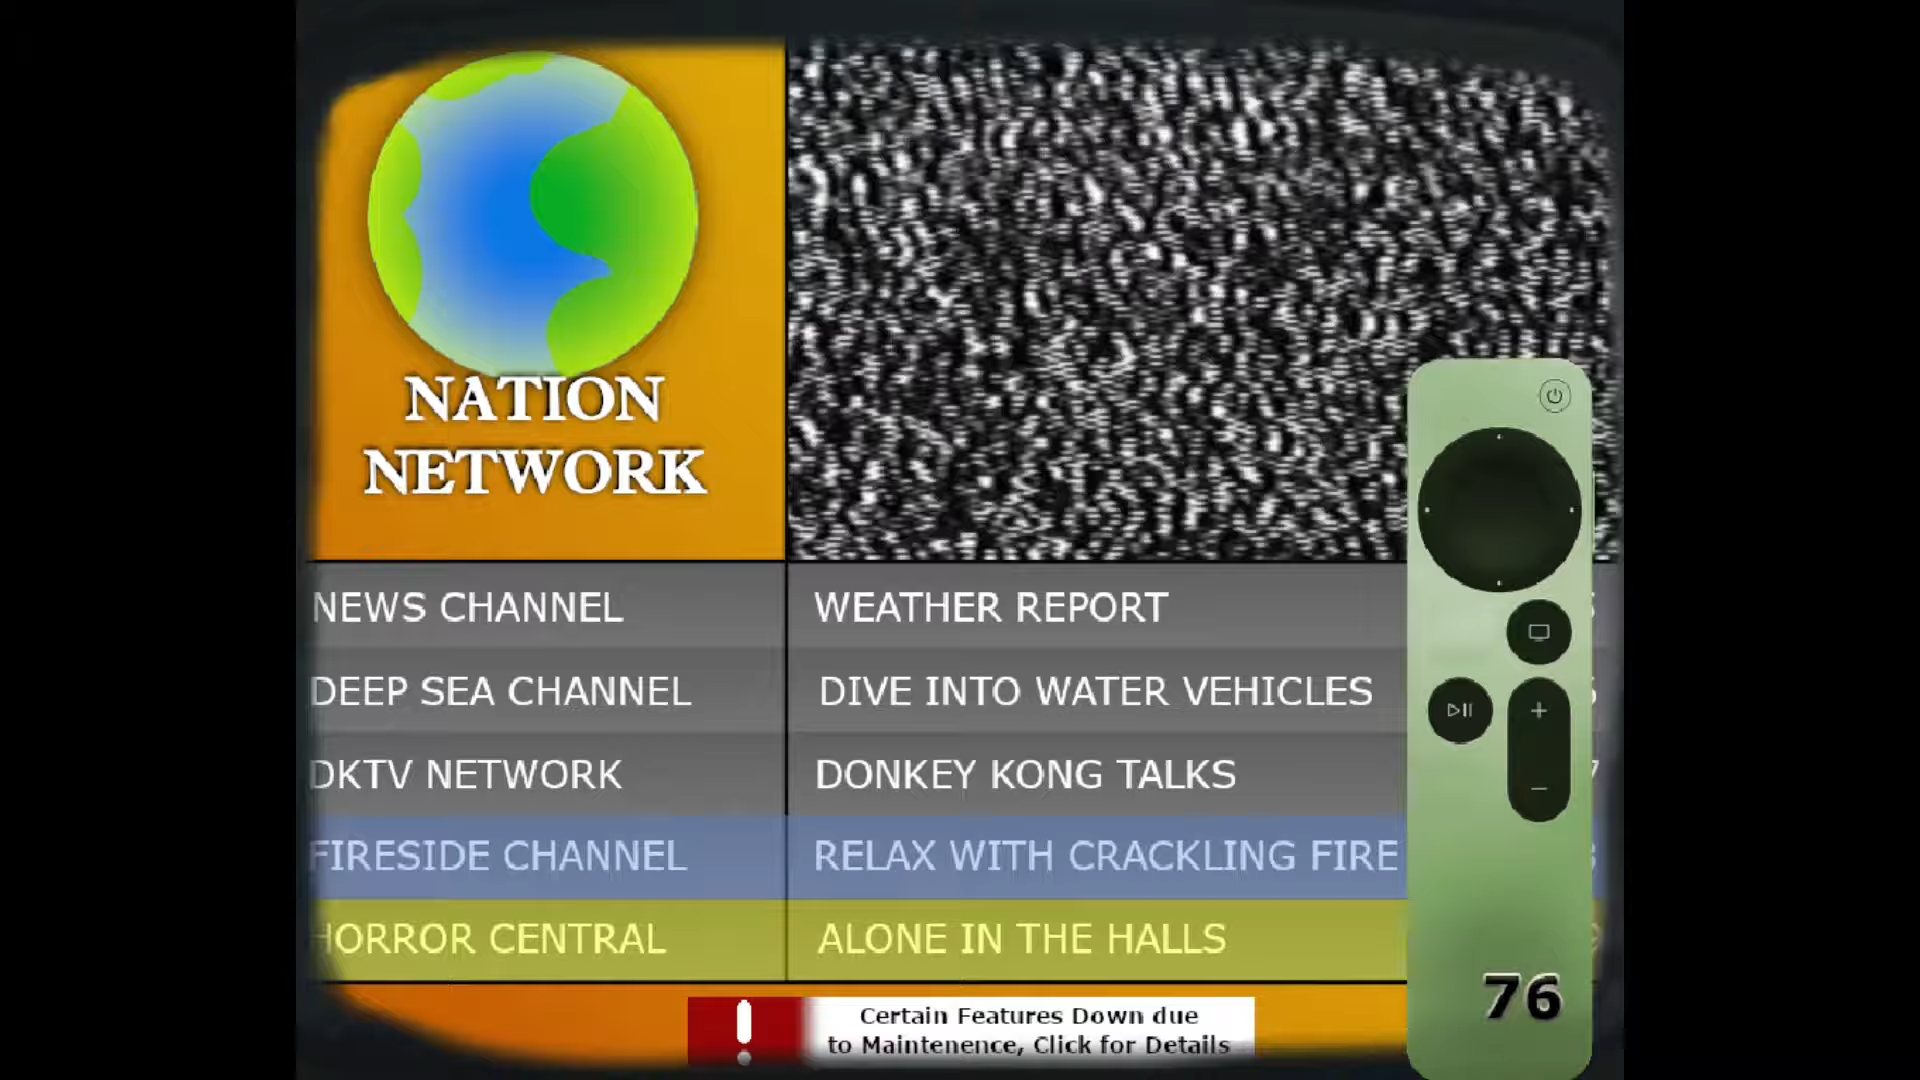 NATION
NETWORK
NEWS CHANNEL WEATHER REPORT
DEEP SEA CHANNEL DIVE INTO WATER VEHICLES
DKTV NETWORK DONKEY KONG TALKS
FIRESIDE CHANNEL RELAX WITH CRACKLING FIRE
HORROR CENTRAL ALONE IN THE HALLS
76
! Certain Features Down due
to Maintenence, Click for Details